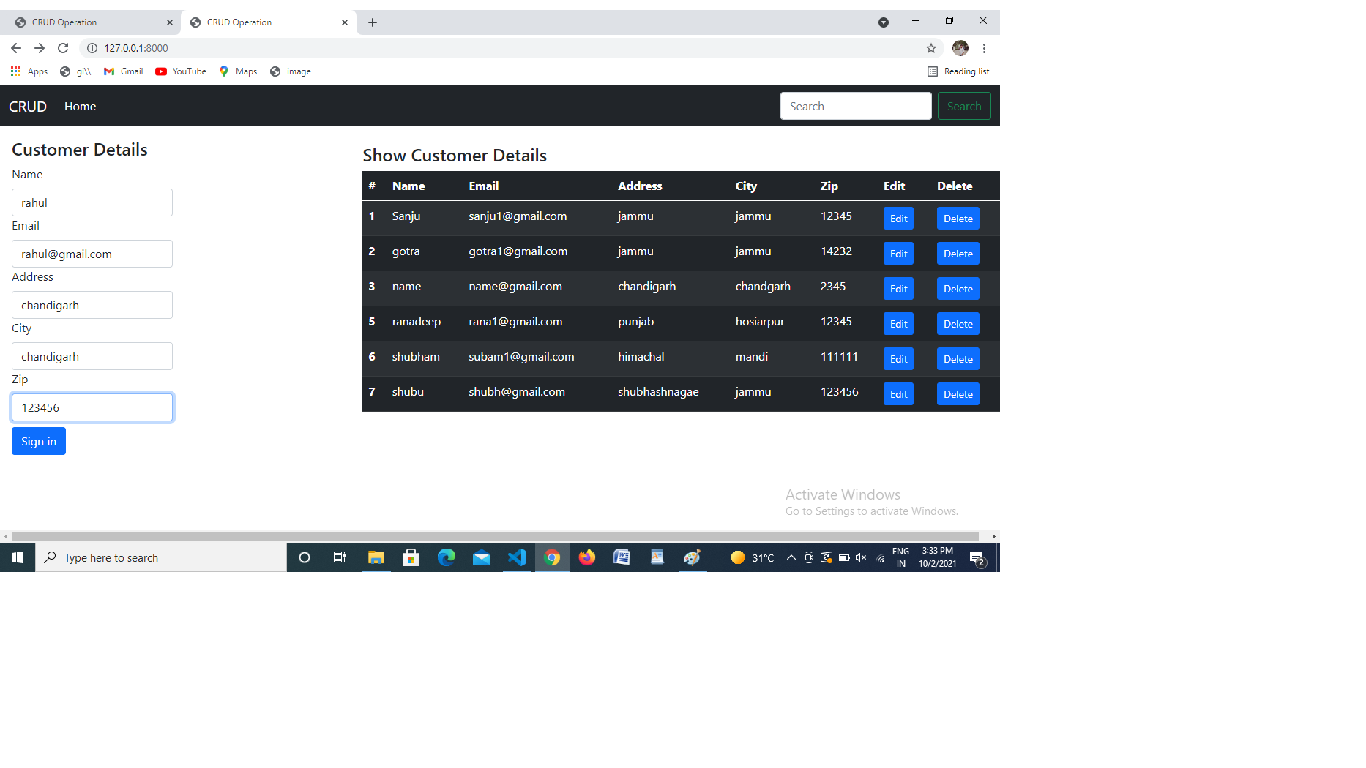 CRUD Operation
CRUD Operation
127.0.0.1:8000
Apps g:\\ Gmail YouTube Maps Image Reading list
CRUD Home Search Search
Customer Details
Name
rahul
Email
rahul@gmail.com
Address
chandigarh
City
chandigarh
Zip
123456
Sign in
Show Customer Details
# Name Email Address City Zip Edit Delete
1 Sanju sanju1@gmail.com jammu jammu 12345 Edit Delete
2 gotra gotra1@gmail.com jammu jammu 14232 Edit Delete
3 name name@gmail.com chandigarh chandgarh 2345 Edit Delete
5 ranadeep rana1@gmail.com punjab hosiarpur 12345 Edit Delete
6 shubham subam1@gmail.com himachal mandi 111111 Edit Delete
7 shubu shubh@gmail.com shubhashnagae jammu 123456 Edit Delete
Activate Windows
Go to Settings to activate Windows.
Type here to search
31°C
ENG
IN
3:33 PM
10/2/2021
2